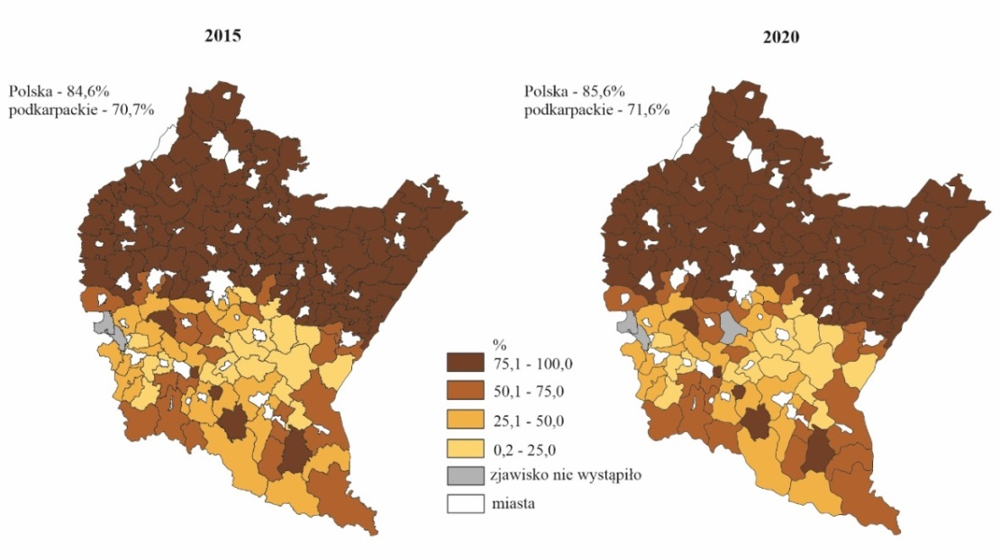 2015
2020
Polska - 84,6%
podkarpackie - 70,7%
Polska - 85,6%
podkarpackie - 71,6%
%
75,1 - 100,0
50,1 - 75,0
25,1 - 50,0
0,2 - 25,0
zjawisko nie wystąpiło
miasta